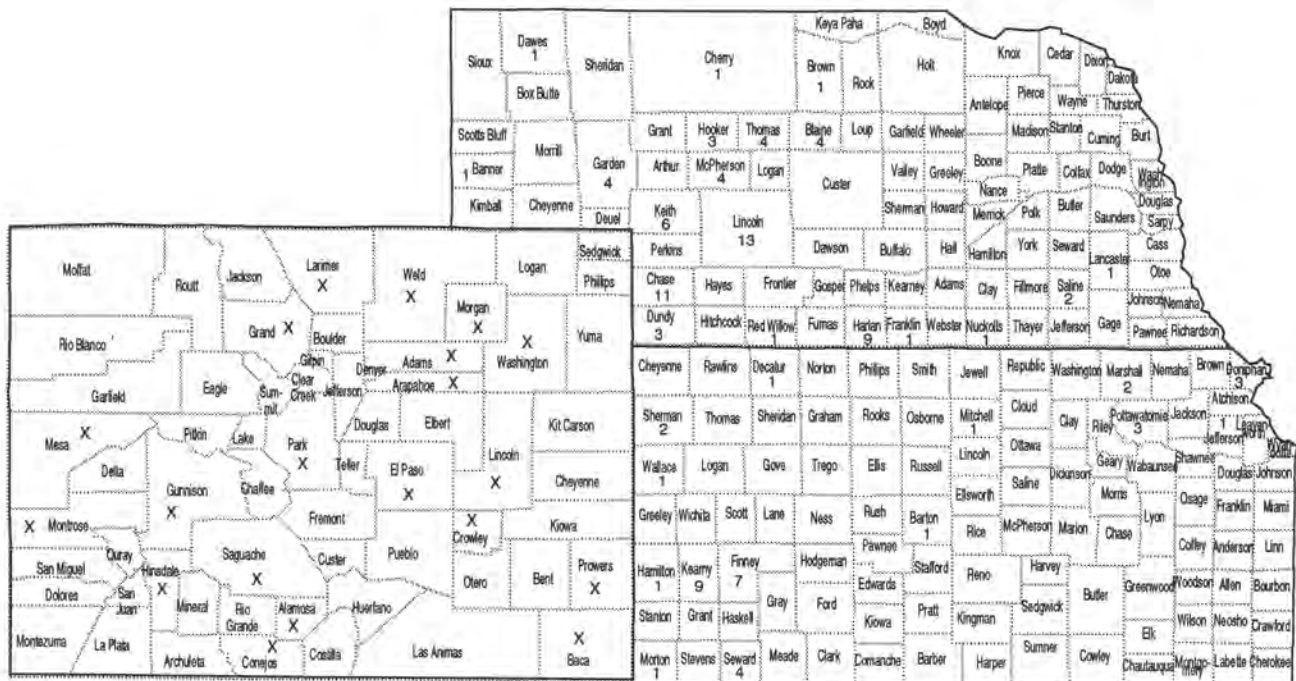 Keya Paha Boyd
Dawes
1
Sioux
Sheridan
Cherry
1
Brown
1
Rock
Holt
Knox
Cedar
Dixon
Dakota
Box Butte
Antelope
Pierce
Wayne
Thurston
Scotts Bluff
Morrill
Garden
4
Grant
Hooker
3
Thomas
4
Blaine
4
Loup
Garfield
Wheeler
Madison
Stanton
Cuming
Burt
1 Banner
Arthur
McPherson
4
Logan
Custer
Valley
Greeley
Boone
Nance
Platte
Colfax
Dodge
Wash
ington
Kimball
Cheyenne
Deuel
Keith
6
Lincoln
13
Sherman
Howard
Merrick
Polk
Butler
Saunders
Douglas
Sarpy
Perkins
Dawson
Buffalo
Hall
Hamilton
York
Seward
Lancaster
1
Cass
Otoe
Chase
11
Hayes
Frontier
Gosper
Phelps
Kearney
Adams
Clay
Fillmore
Saline
2
Johnson
Nemaha
Dundy
3
Hitchcock
Red Willow
1
Furnas
Harlan
9
Franklin
1
Webster
Nuckolls
1
Thayer
Jefferson
Gage
Pawnee
Richardson
Moffat
Routt
Jackson
Larimer
X
Weld
X
Logan
Sedgwick
Phillips
Morgan
X
Grand X
Boulder
Rio Blanco
X
Washington
Yuma
Gilpin
Denver
Adams X
Arapahoe X
Garfield
Eagle
Sum-
mit
Clear
Creek
Jefferson
Douglas
Elbert
Kit Carson
Mesa X
Pitkin
Lake
Park
X
Teller
El Paso
X
Lincoln
X
Cheyenne
Delta
Gunnison
X
Chaffee
Fremont
X Montrose
X
Crowley
Kiowa
Ouray
Saguache
X
Custer
Pueblo
San Miguel
Hinsdale
X
Otero
Bent
Prowers
X
Dolores
San
Juan
Mineral
Rio
Grande
Alamosa
X
Huerfano
Montezuma
La Plata
Archuleta
X
Conejos
Costilla
Las Animas
X
Baca
Cheyenne
Rawlins
Decatur
1
Norton
Phillips
Smith
Jewell
Republic
Washington
Marshall
2
Nemaha
Brown
Doniphan
3
Atchison
Sherman
2
Thomas
Sheridan
Graham
Rooks
Osborne
Mitchell
1
Cloud
Clay
Riley
Pottawatomie
3
Jackson
1
Jefferson
Leaven
worth
Wallace
1
Logan
Gove
Trego
Ellis
Russell
Lincoln
Ottawa
Dickinson
Geary
Wabaunsee
Shawnee
Douglas
Johnson
Ellsworth
Saline
Morris
Osage
Franklin
Miami
Greeley
Wichita
Scott
Lane
Ness
Rush
Barton
1
Rice
McPherson
Marion
Chase
Lyon
Coffey
Anderson
Linn
Hamilton
1
Kearny
9
Finney
7
Hodgeman
Pawnee
Stafford
Edwards
Reno
Harvey
Sedgwick
Butler
Greenwood
Woodson
Allen
Bourbon
Stanton
Grant
Haskell
Gray
Ford
Kiowa
Pratt
Kingman
Elk
Wilson
Neosho
Crawford
Morton
1
Stevens
Seward
4
Meade
Clark
Comanche
Barber
Harper
Sumner
Cowley
Chautauqua
Montgo-
mery
Labette
Cherokee